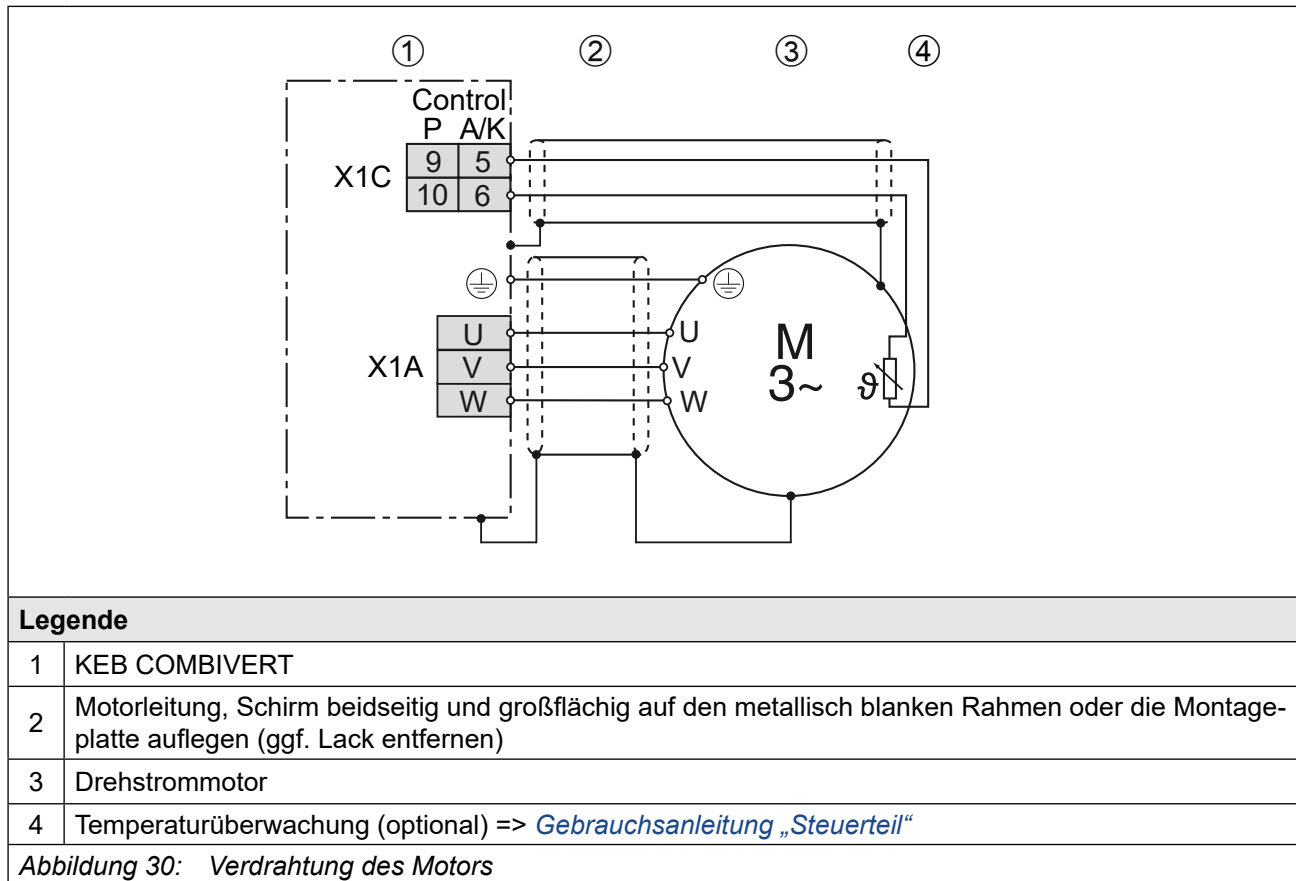 ① ② ③ ④
Control
P A/K
X1C 9 5
10 6
U U
X1A V V
W W
M
3~ ϑ
Legende
1 KEB COMBIVERT
2 Motorleitung, Schirm beidseitig und großflächig auf den metallisch blanken Rahmen oder die Montage-
platte auflegen (ggf. Lack entfernen)
3 Drehstrommotor
4 Temperaturüberwachung (optional) => Gebrauchsanleitung „Steuerteil“
Abbildung 30: Verdrahtung des Motors